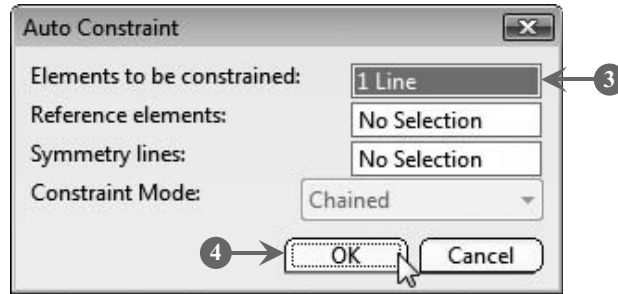 Auto Constraint
Elements to be constrained: 1 Line 3
Reference elements: No Selection
Symmetry lines: No Selection
Constraint Mode: Chained
4 OK Cancel